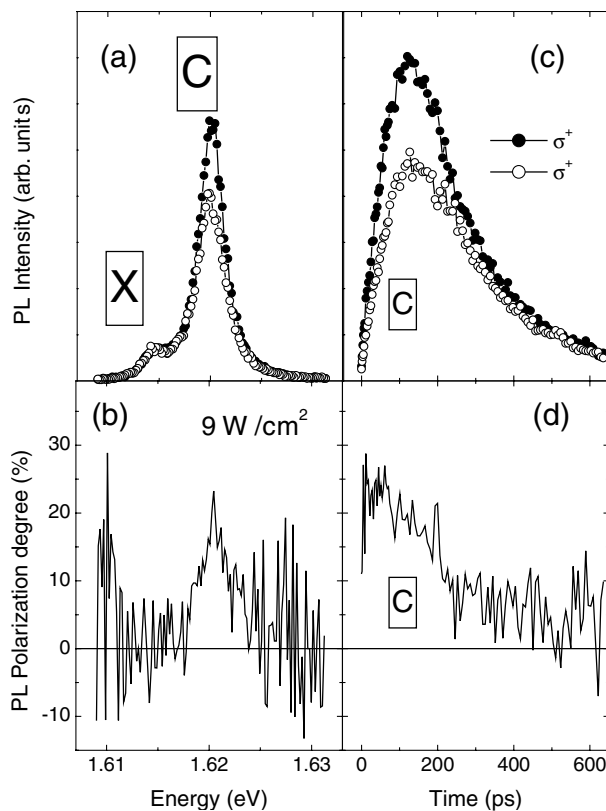 (a)
C
X
PL Intensity (arb. units)
(c)
σ+
σ+
C
(b)
9 W /cm²
PL Polarization degree (%)
30
20
10
0
-10
1.61
1.62
1.63
Energy (eV)
(d)
C
0
200
400
600
Time (ps)